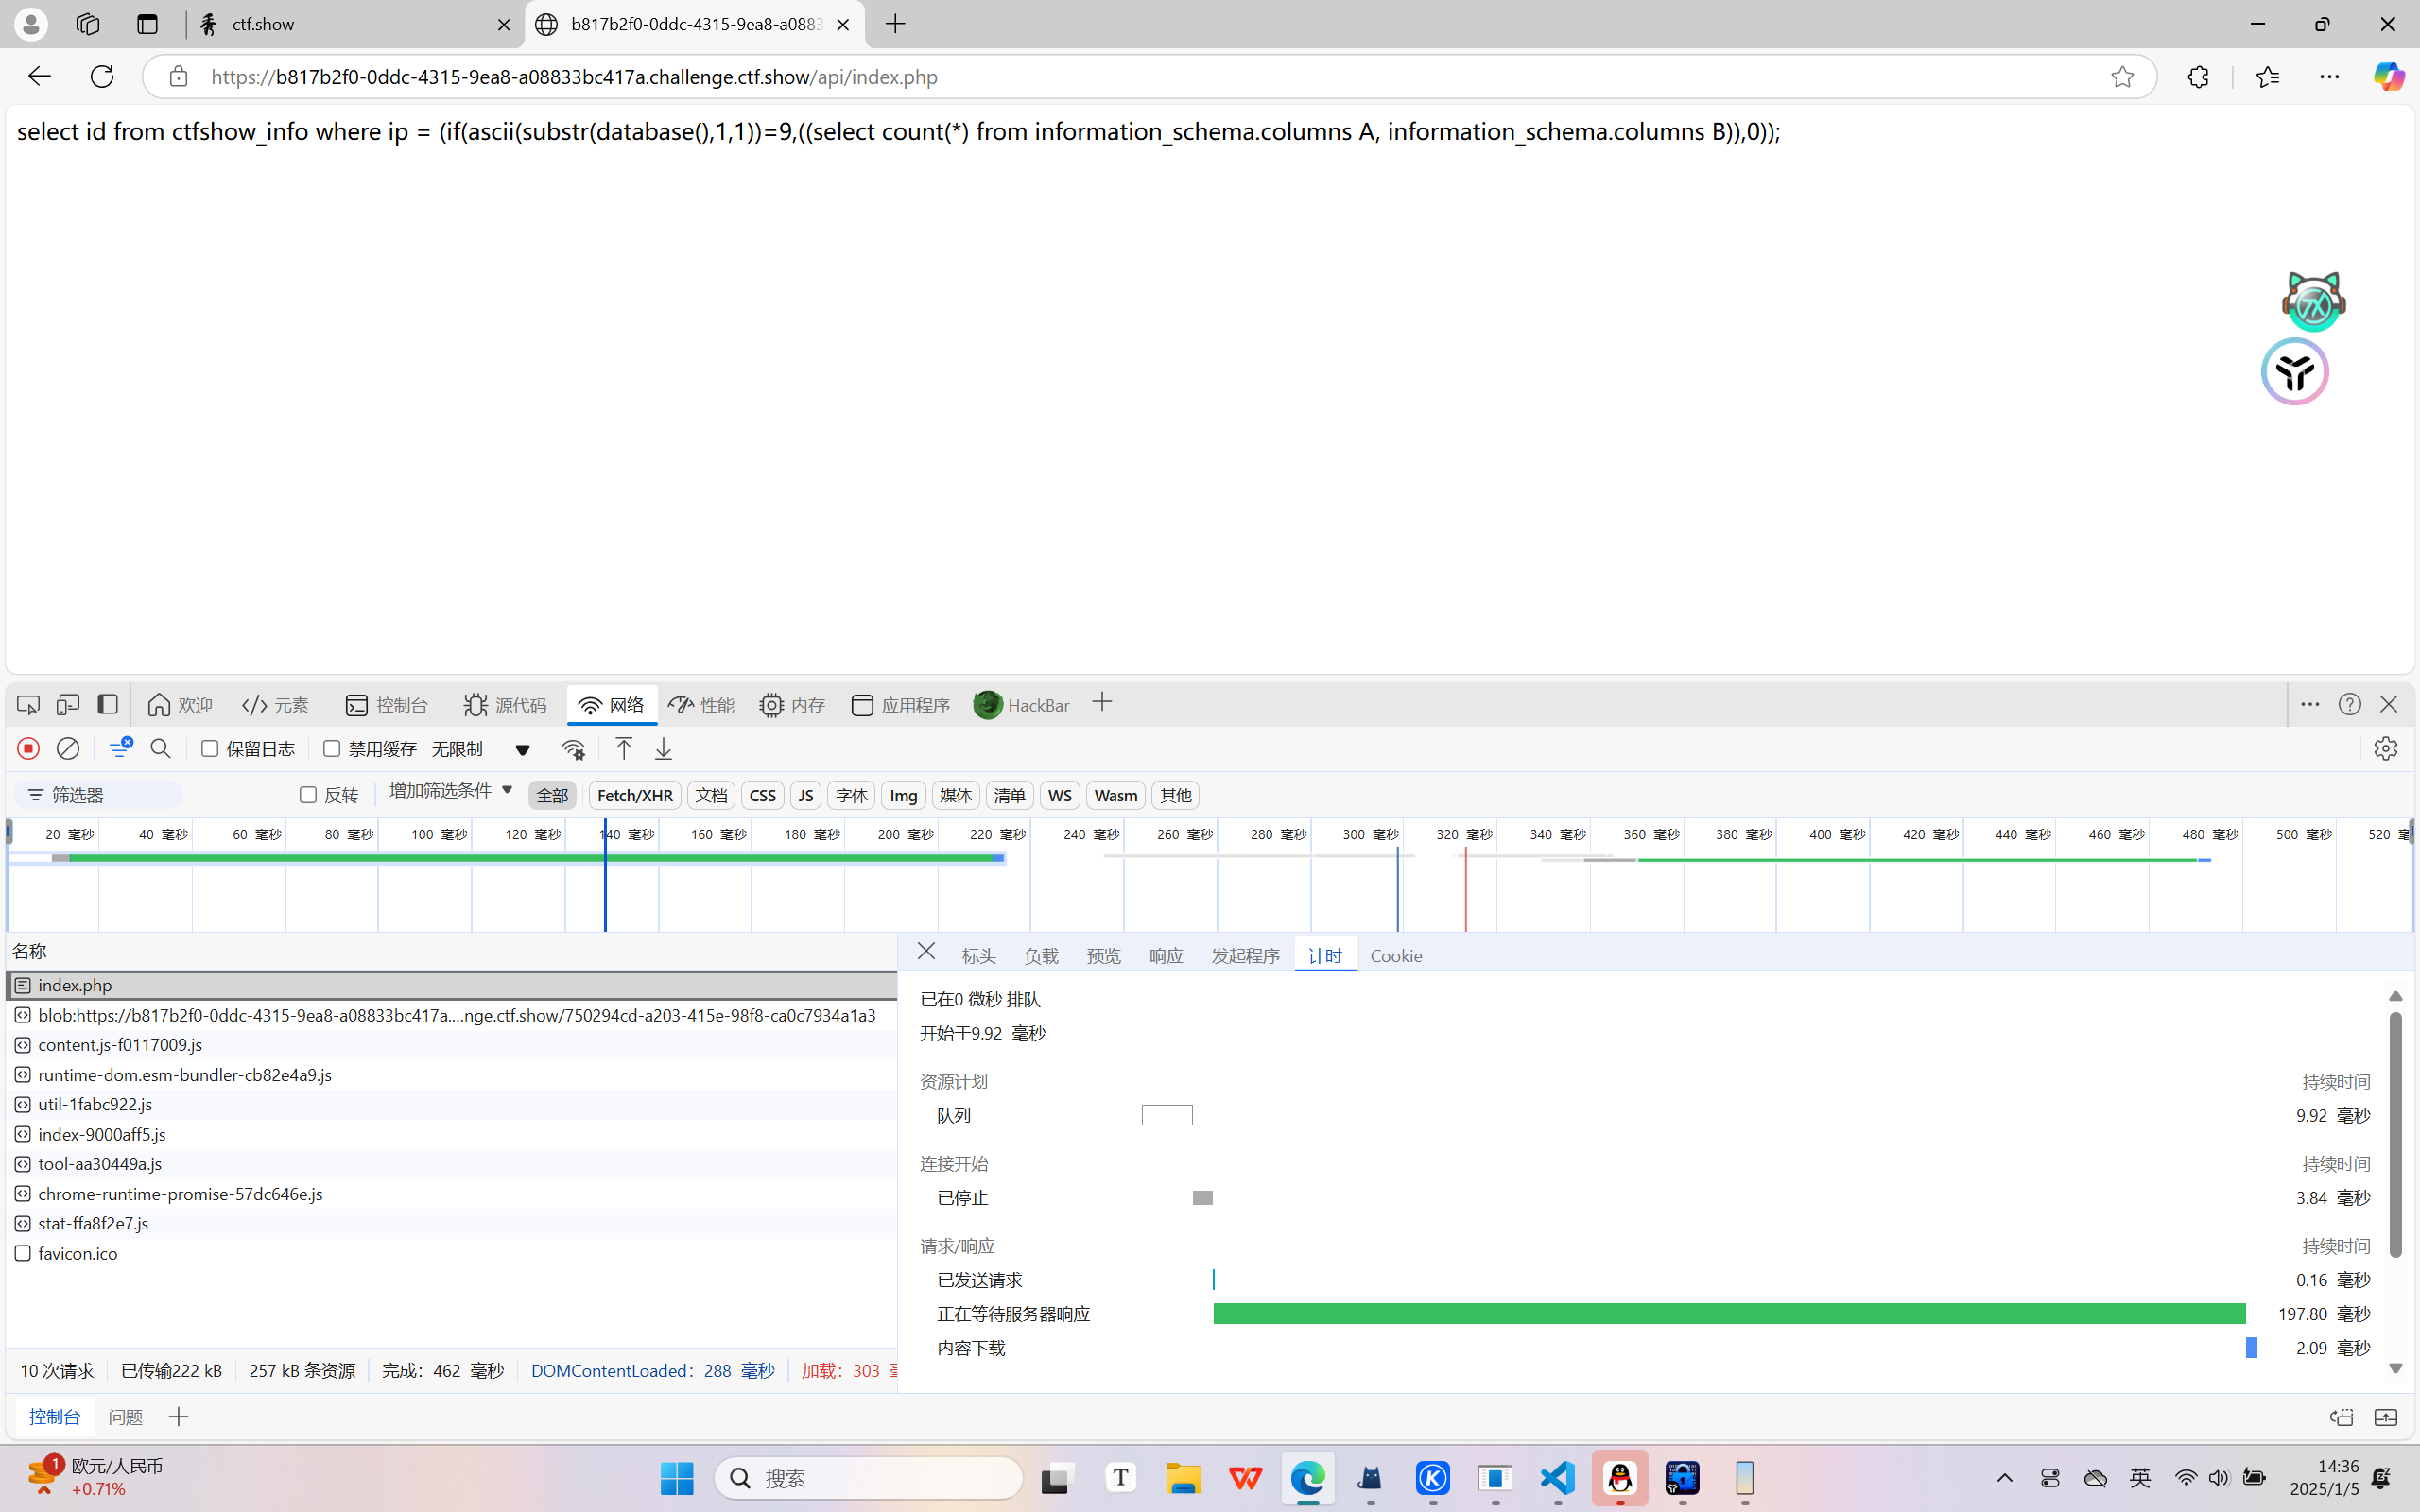 ctf.show
b817b2f0-0ddc-4315-9ea8-a0883
https://b817b2f0-0ddc-4315-9ea8-a08833bc417a.challenge.ctf.show/api/index.php
select id from ctfshow_info where ip = (if(ascii(substr(database(),1,1))=9,((select count(*) from information_schema.columns A, information_schema.columns B)),0));
欢迎 元素 控制台 源代码 网络 性能 内存 应用程序 HackBar
保留日志 禁用缓存 无限制
筛选器 反转 增加筛选条件 全部 Fetch/XHR 文档 CSS JS 字体 Img 媒体 清单 WS Wasm 其他
20 毫秒 40 毫秒 60 毫秒 80 毫秒 100 毫秒 120 毫秒 140 毫秒 160 毫秒 180 毫秒 200 毫秒 220 毫秒 240 毫秒 260 毫秒 280 毫秒 300 毫秒 320 毫秒 340 毫秒 360 毫秒 380 毫秒 400 毫秒 420 毫秒 440 毫秒 460 毫秒 480 毫秒 500 毫秒 520
名称
index.php
blob:https://b817b2f0-0ddc-4315-9ea8-a08833bc417a....nge.ctf.show/750294cd-a203-415e-98f8-ca0c7934a1a3
content.js-f0117009.js
runtime-dom.esm-bundler-cb82e4a9.js
util-1fabc922.js
index-9000aff5.js
tool-aa30449a.js
chrome-runtime-promise-57dc646e.js
stat-ffa8f2e7.js
favicon.ico
标头 负载 预览 响应 发起程序 计时 Cookie
已在0 微秒 排队
开始于9.92 毫秒
资源计划 持续时间
队列 9.92 毫秒
连接开始 持续时间
已停止 3.84 毫秒
请求/响应 持续时间
已发送请求 0.16 毫秒
正在等待服务器响应 197.80 毫秒
内容下载 2.09 毫秒
10 次请求 已传输222 kB 257 kB 条资源 完成：462 毫秒 DOMContentLoaded：288 毫秒 加载：303
控制台 问题
1 欧元/人民币
+0.71%
搜索
英
14:36
2025/1/5